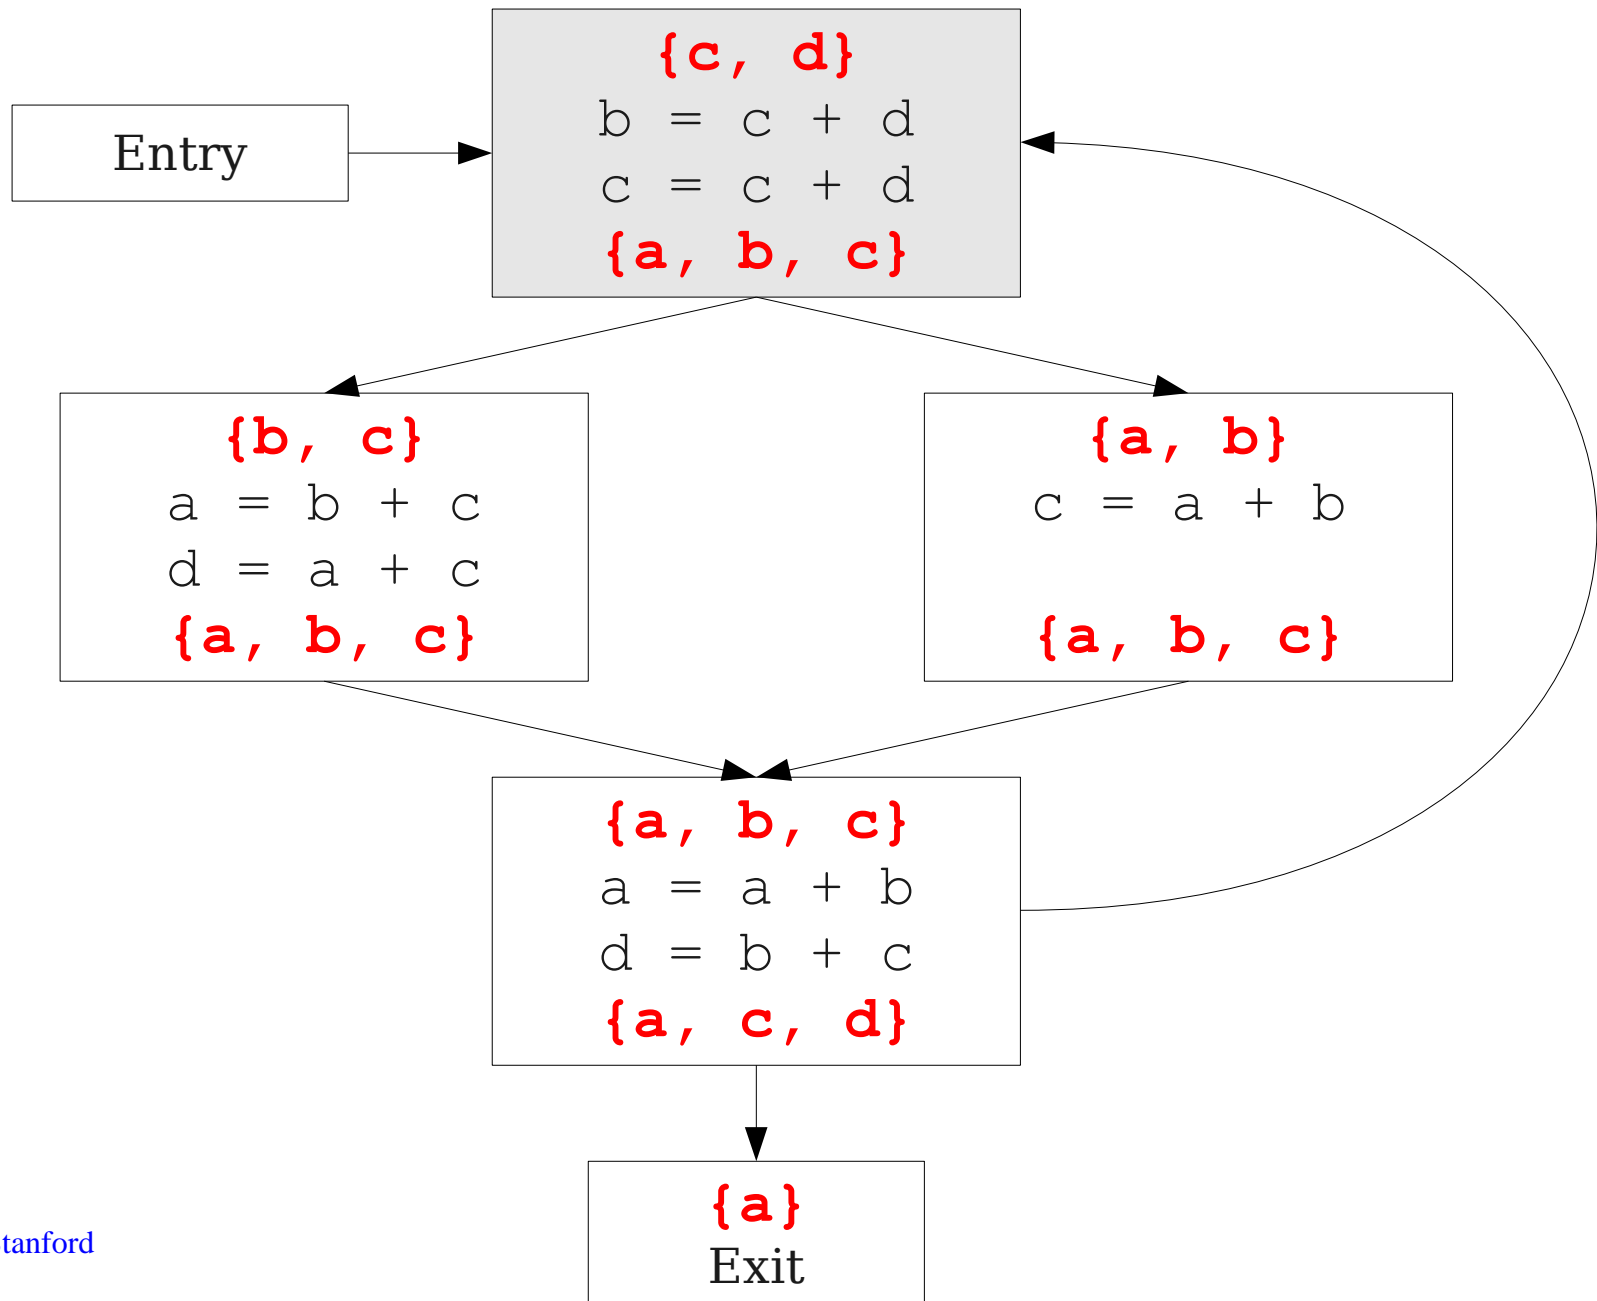 {c, d}
b = c + d
c = c + d
{a, b, c}
Entry
{b, c}
a = b + c
d = a + c
{a, b, c}
{a, b}
c = a + b
{a, b, c}
{a, b, c}
a = a + b
d = b + c
{a, c, d}
{a}
Exit
tanford